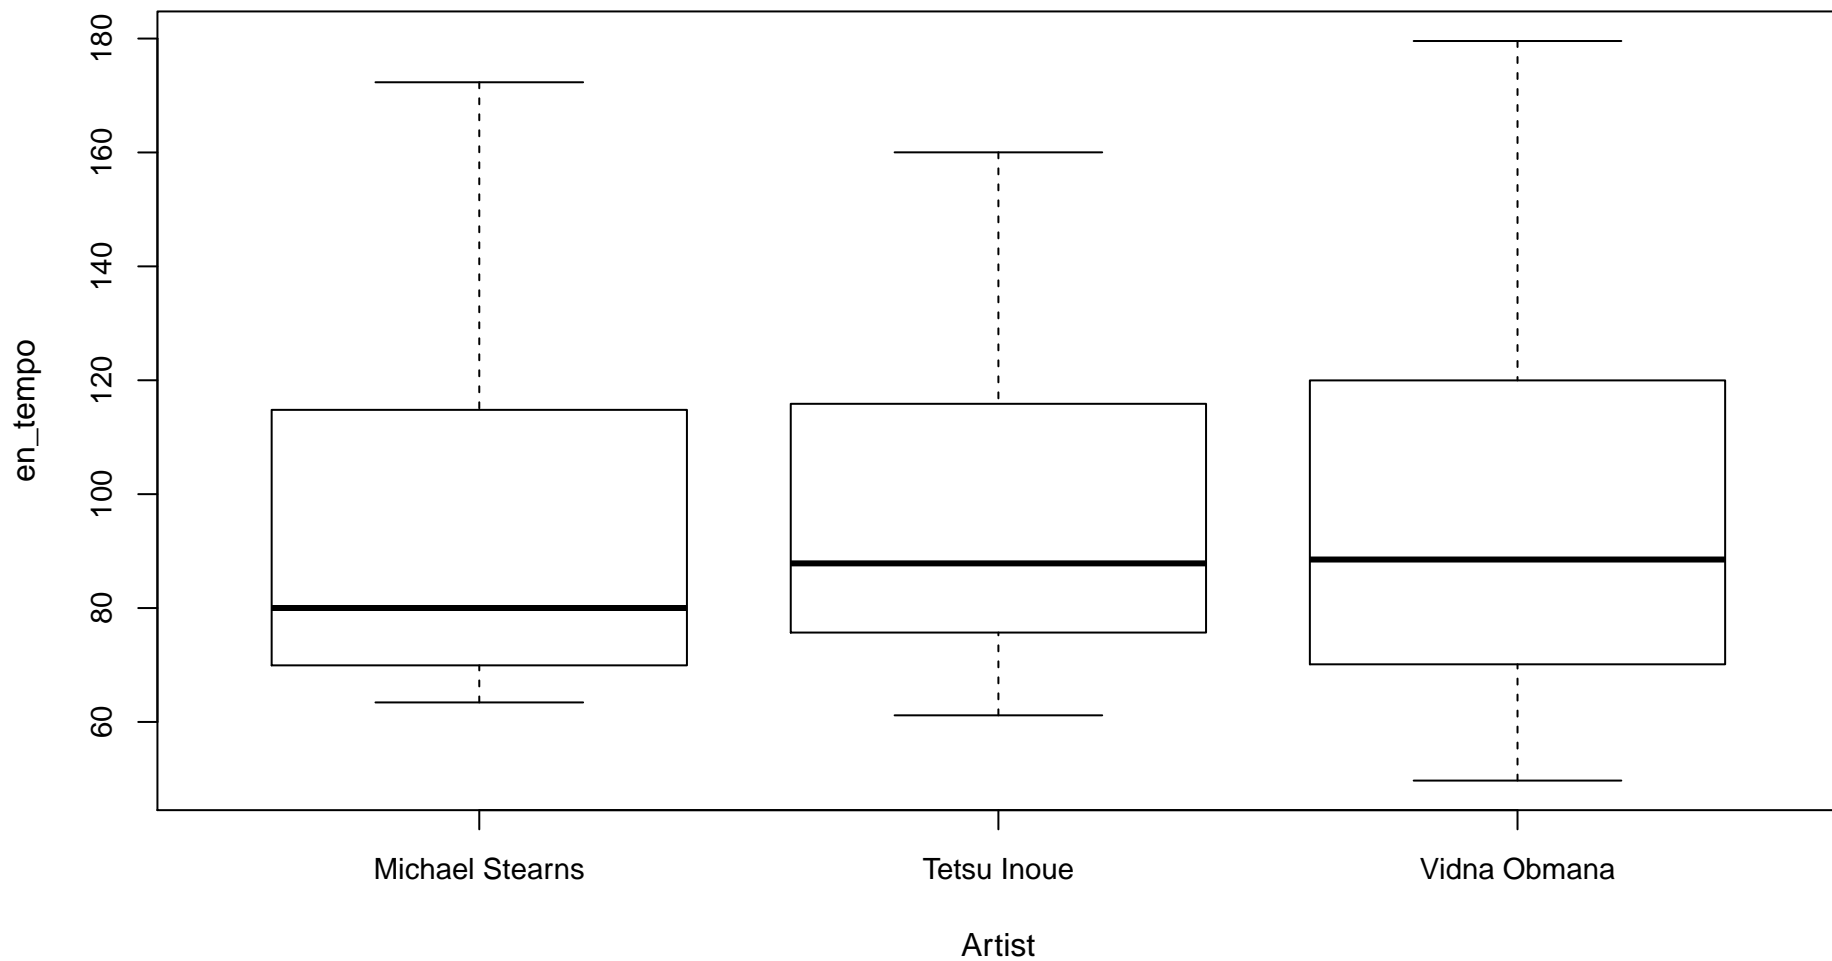 180
160
140
120
100
80
60
en_tempo
Michael Stearns
Tetsu Inoue
Vidna Obmana
Artist